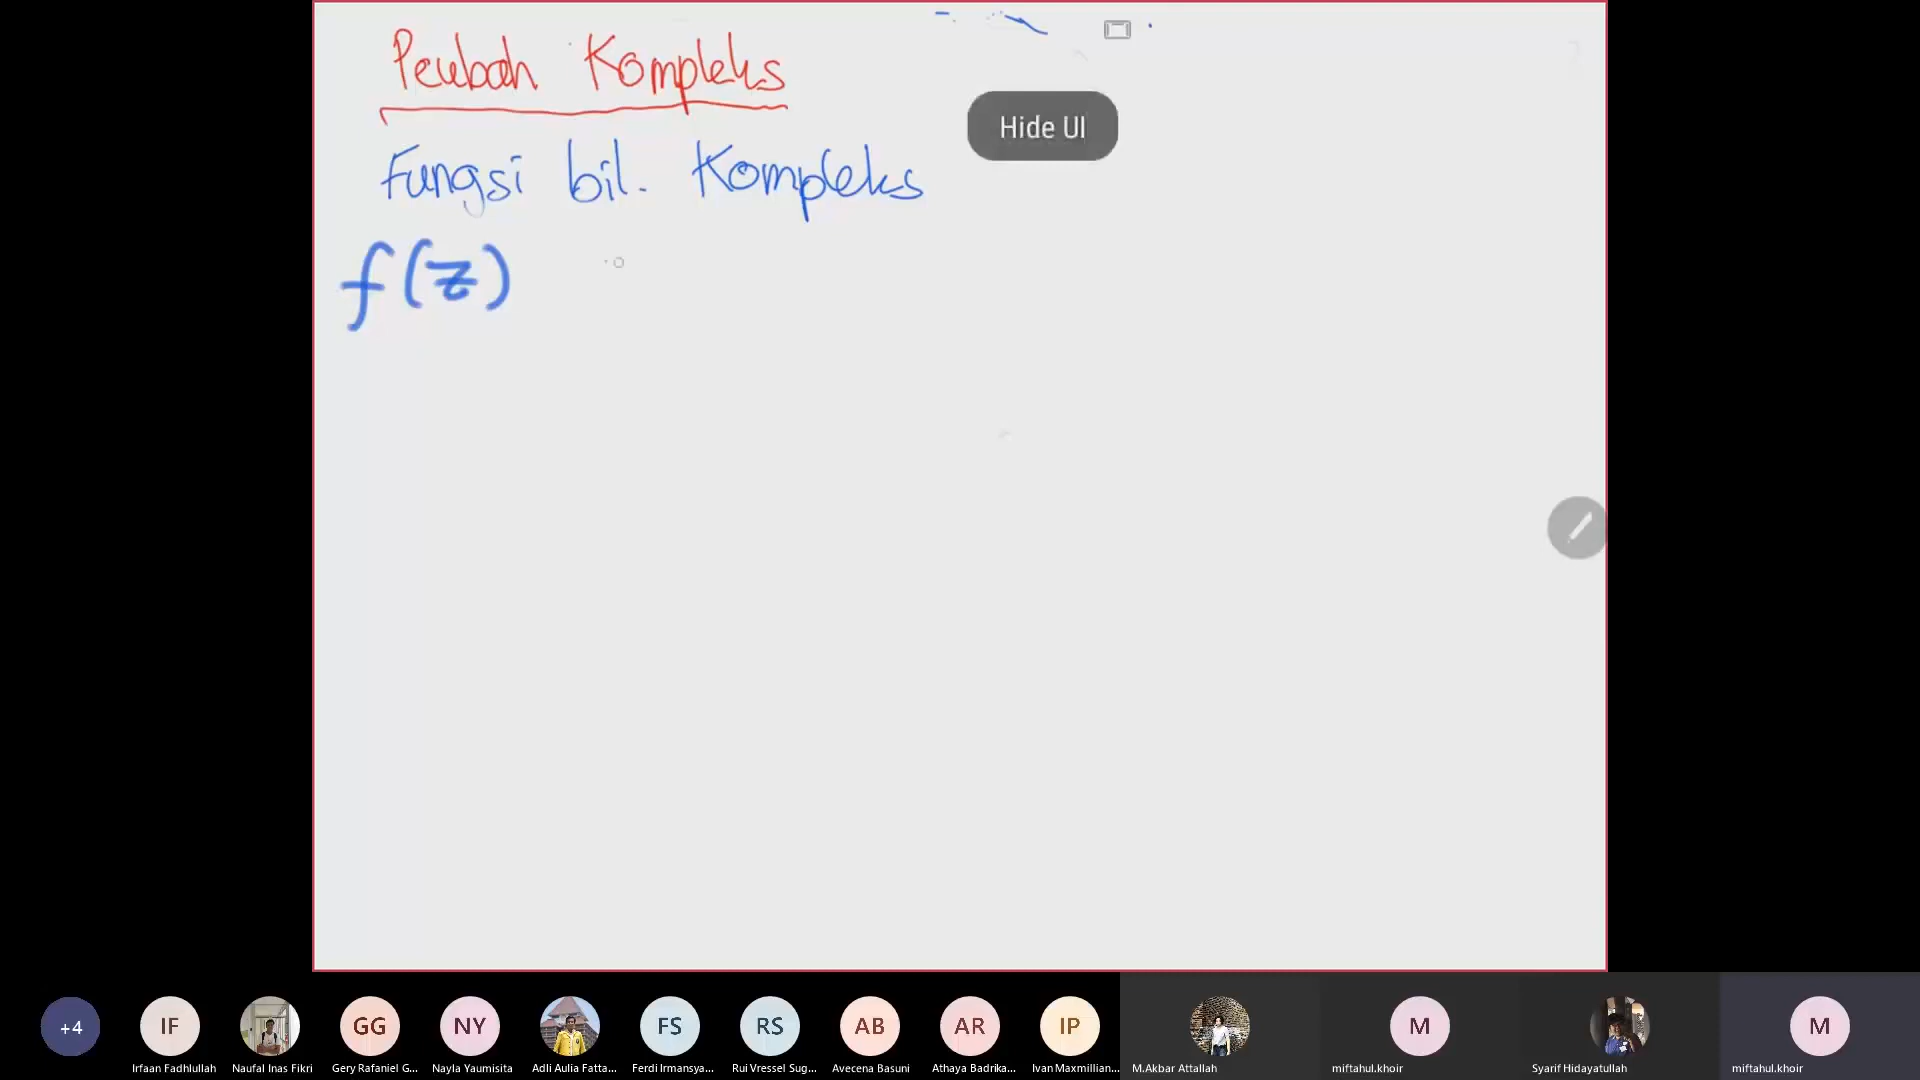 Peubah Kompleks
Hide UI
Fungsi bil. Kompleks
f(z)
+4
IF
GG
NY
FS
RS
AB
AR
IP
M
M
Irfaan Fadhlullah
Naufal Inas Fikri
Gery Rafaniel G...
Nayla Yaumisita
Adli Aulia Fatta...
Ferdi Irmansya...
Rui Vressel Sug...
Avecena Basuni
Athaya Badrika...
Ivan Maxmillian...
M.Akbar Attallah
miftahul.khoir
Syarif Hidayatullah
miftahul.khoir